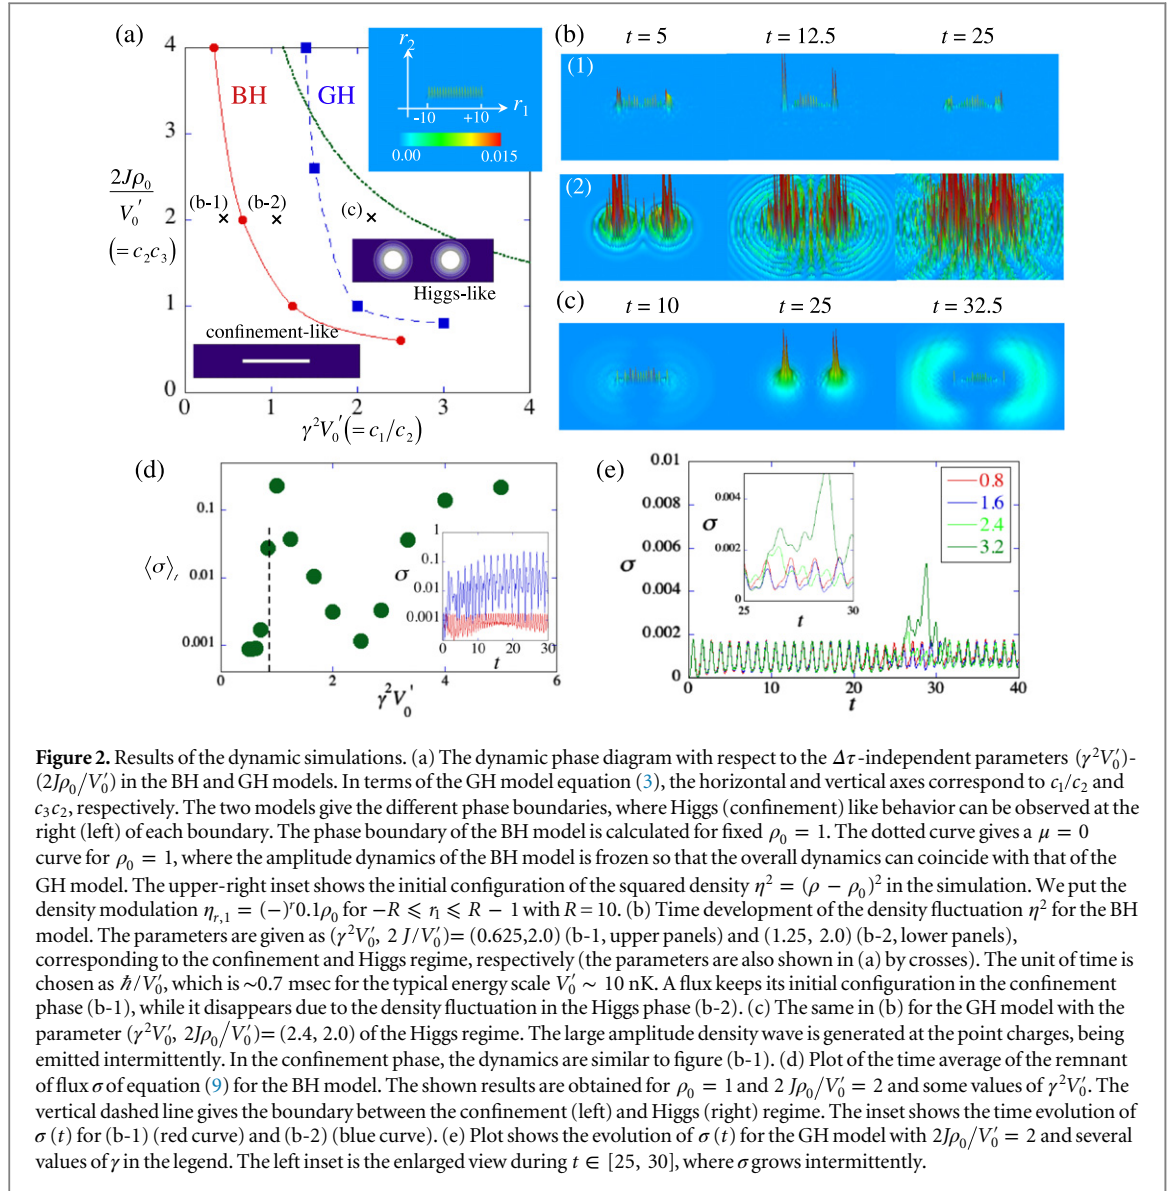 (a)
4
3
2
1
0
2Jρ₀
V₀′
(= c₂c₃)
BH
GH
r₂
r₁
-10
+10
0.00
0.015
(b-1)
(b-2)
(c)
Higgs-like
confinement-like
0
1
2
3
4
γ²V₀′(= c₁/c₂)
(b)
t = 5
t = 12.5
t = 25
(1)
(2)
(c)
t = 10
t = 25
t = 32.5
(d)
0.1
0.01
0.001
⟨σ⟩ₜ
0
2
4
6
γ²V₀′
1
0.1
0.01
0.001
σ
0
10
20
30
t
(e)
0.01
0.008
0.006
0.004
0.002
0
σ
0
10
20
30
40
t
0.004
0.002
0
σ
25
30
t
0.8
1.6
2.4
3.2
Figure 2. Results of the dynamic simulations. (a) The dynamic phase diagram with respect to the Δτ-independent parameters (γ²V₀′)-
(2Jρ₀/V₀′) in the BH and GH models. In terms of the GH model equation (3), the horizontal and vertical axes correspond to c₁/c₂ and
c₃c₂, respectively. The two models give the different phase boundaries, where Higgs (confinement) like behavior can be observed at the
right (left) of each boundary. The phase boundary of the BH model is calculated for fixed ρ₀ = 1. The dotted curve gives a μ = 0
curve for ρ₀ = 1, where the amplitude dynamics of the BH model is frozen so that the overall dynamics can coincide with that of the
GH model. The upper-right inset shows the initial configuration of the squared density η² = (ρ − ρ₀)² in the simulation. We put the
density modulation ηᵣ,₁ = (−)ʳ0.1ρ₀ for −R ⩽ r₁ ⩽ R − 1 with R = 10. (b) Time development of the density fluctuation η² for the BH
model. The parameters are given as (γ²V₀′, 2 J/V₀′)= (0.625,2.0) (b-1, upper panels) and (1.25, 2.0) (b-2, lower panels),
corresponding to the confinement and Higgs regime, respectively (the parameters are also shown in (a) by crosses). The unit of time is
chosen as ℏ/V₀′, which is ~0.7 msec for the typical energy scale V₀′ ∼ 10 nK. A flux keeps its initial configuration in the confinement
phase (b-1), while it disappears due to the density fluctuation in the Higgs phase (b-2). (c) The same in (b) for the GH model with the
parameter (γ²V₀′, 2Jρ₀/V₀′)= (2.4, 2.0) of the Higgs regime. The large amplitude density wave is generated at the point charges, being
emitted intermittently. In the confinement phase, the dynamics are similar to figure (b-1). (d) Plot of the time average of the remnant
of flux σ of equation (9) for the BH model. The shown results are obtained for ρ₀ = 1 and 2 Jρ₀/V₀′ = 2 and some values of γ²V₀′. The
vertical dashed line gives the boundary between the confinement (left) and Higgs (right) regime. The inset shows the time evolution of
σ (t) for (b-1) (red curve) and (b-2) (blue curve). (e) Plot shows the evolution of σ (t) for the GH model with 2Jρ₀/V₀′ = 2 and several
values of γ in the legend. The left inset is the enlarged view during t ∈ [25, 30], where σ grows intermittently.